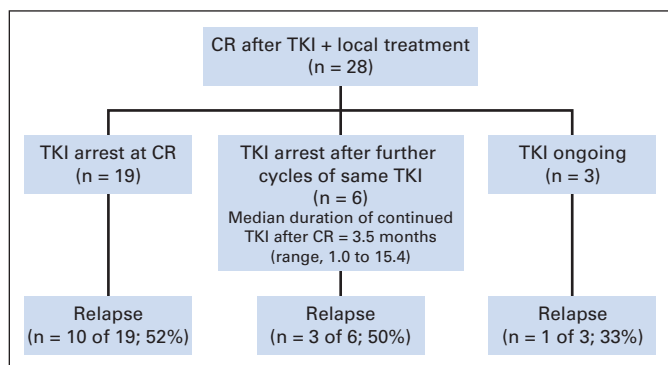 CR after TKI + local treatment
(n = 28)
TKI arrest at CR
(n = 19)
TKI arrest after further
cycles of same TKI
(n = 6)
Median duration of continued
TKI after CR = 3.5 months
(range, 1.0 to 15.4)
TKI ongoing
(n = 3)
Relapse
(n = 10 of 19; 52%)
Relapse
(n = 3 of 6; 50%)
Relapse
(n = 1 of 3; 33%)